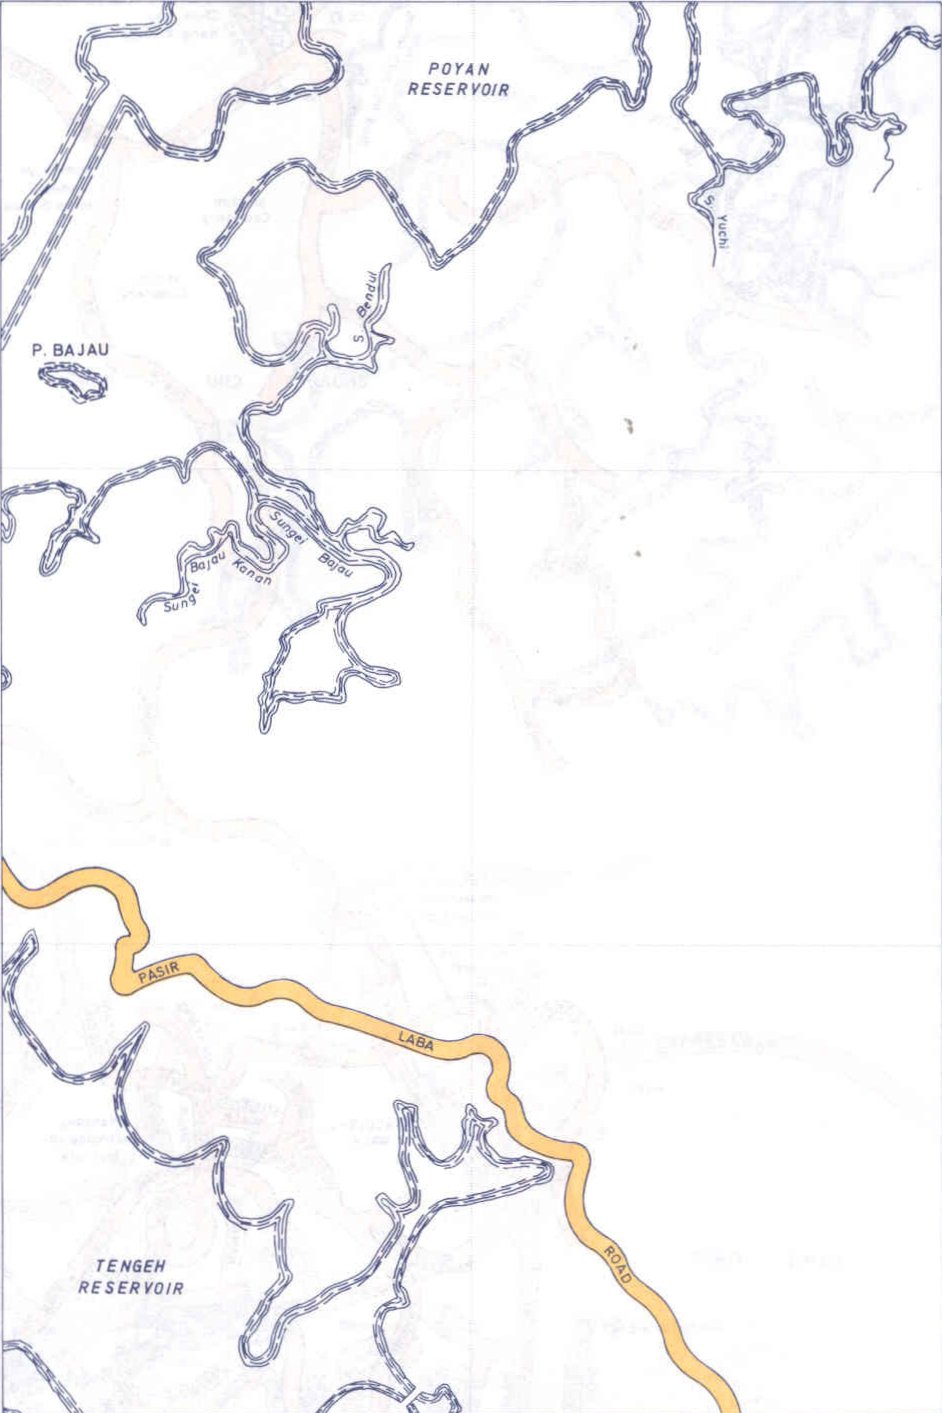 POYAN
RESERVOIR
S. Yuchi
S. Bendul
P. BAJAU
Sungei Bajau
Sungei Bajau Kanan
PASIR LABA ROAD
TENGEH
RESERVOIR